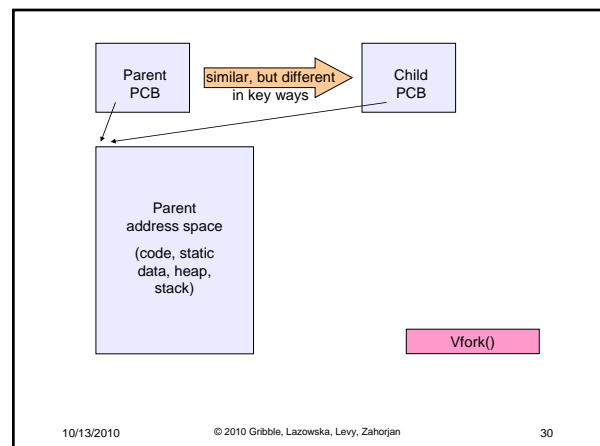 Parent
PCB
similar, but different
in key ways
Child
PCB
Parent
address space
(code, static
data, heap,
stack)
Vfork()
10/13/2010
© 2010 Gribble, Lazowska, Levy, Zahorjan
30